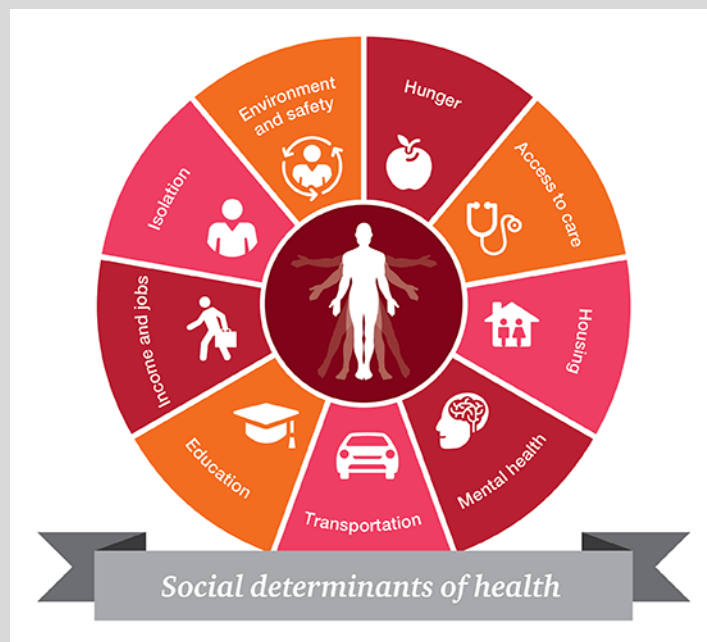 Environment
and safety
Hunger
Access to care
Housing
Mental health
Transportation
Education
Income and jobs
Isolation
Social determinants of health